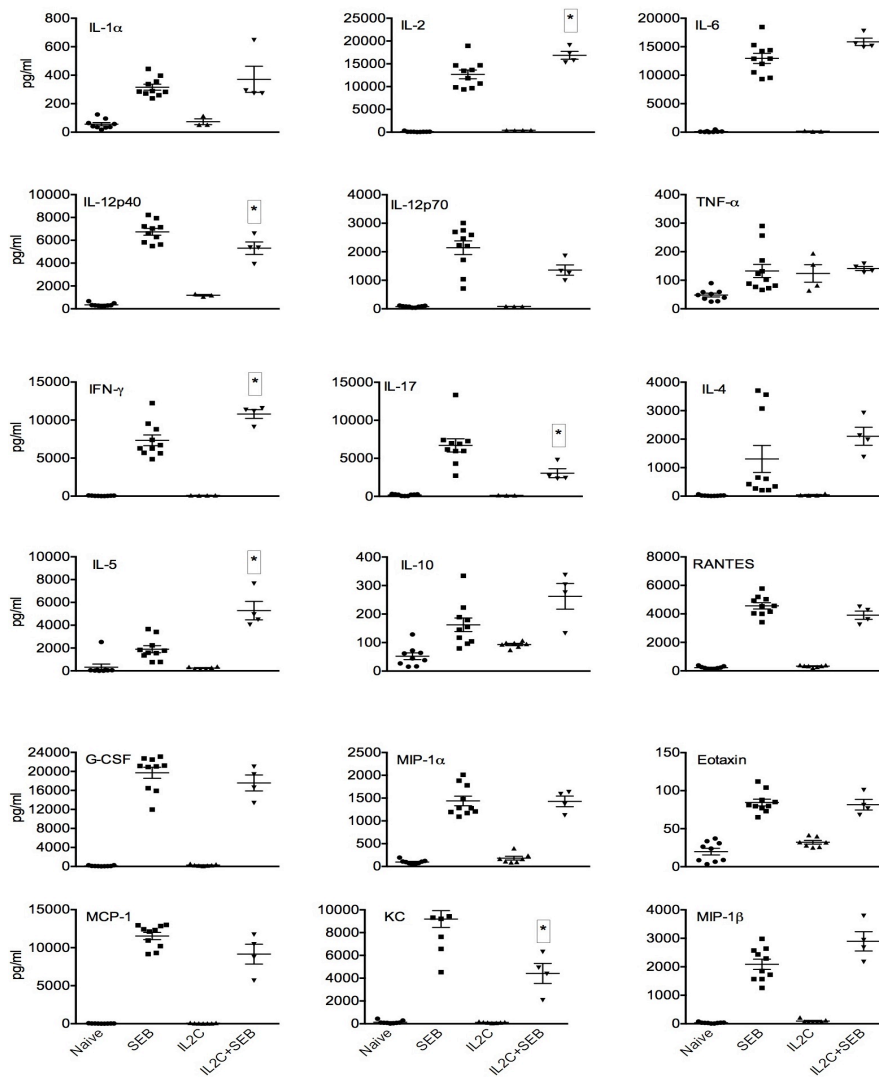 IL-1α
800
600
400
200
0
pg/ml
IL-2
25000
20000
15000
10000
5000
0
*
IL-6
20000
15000
10000
5000
0
IL-12p40
10000
8000
6000
4000
2000
0
pg/ml
*
IL-12p70
4000
3000
2000
1000
0
TNF-α
400
300
200
100
0
IFN-γ
15000
10000
5000
0
pg/ml
*
IL-17
15000
10000
5000
0
*
IL-4
4000
3000
2000
1000
0
IL-5
10000
8000
6000
4000
2000
0
pg/ml
*
IL-10
400
300
200
100
0
RANTES
8000
6000
4000
2000
0
G-CSF
24000
20000
16000
12000
8000
4000
0
pg/ml
MIP-1α
2500
2000
1500
1000
500
0
Eotaxin
150
100
50
0
MCP-1
15000
10000
5000
0
pg/ml
Naive
SEB
IL2C
IL2C+SEB
KC
10000
8000
6000
4000
2000
0
*
Naive
SEB
IL2C
IL2C+SEB
MIP-1β
4000
3000
2000
1000
0
Naive
SEB
IL2C
IL2C+SEB